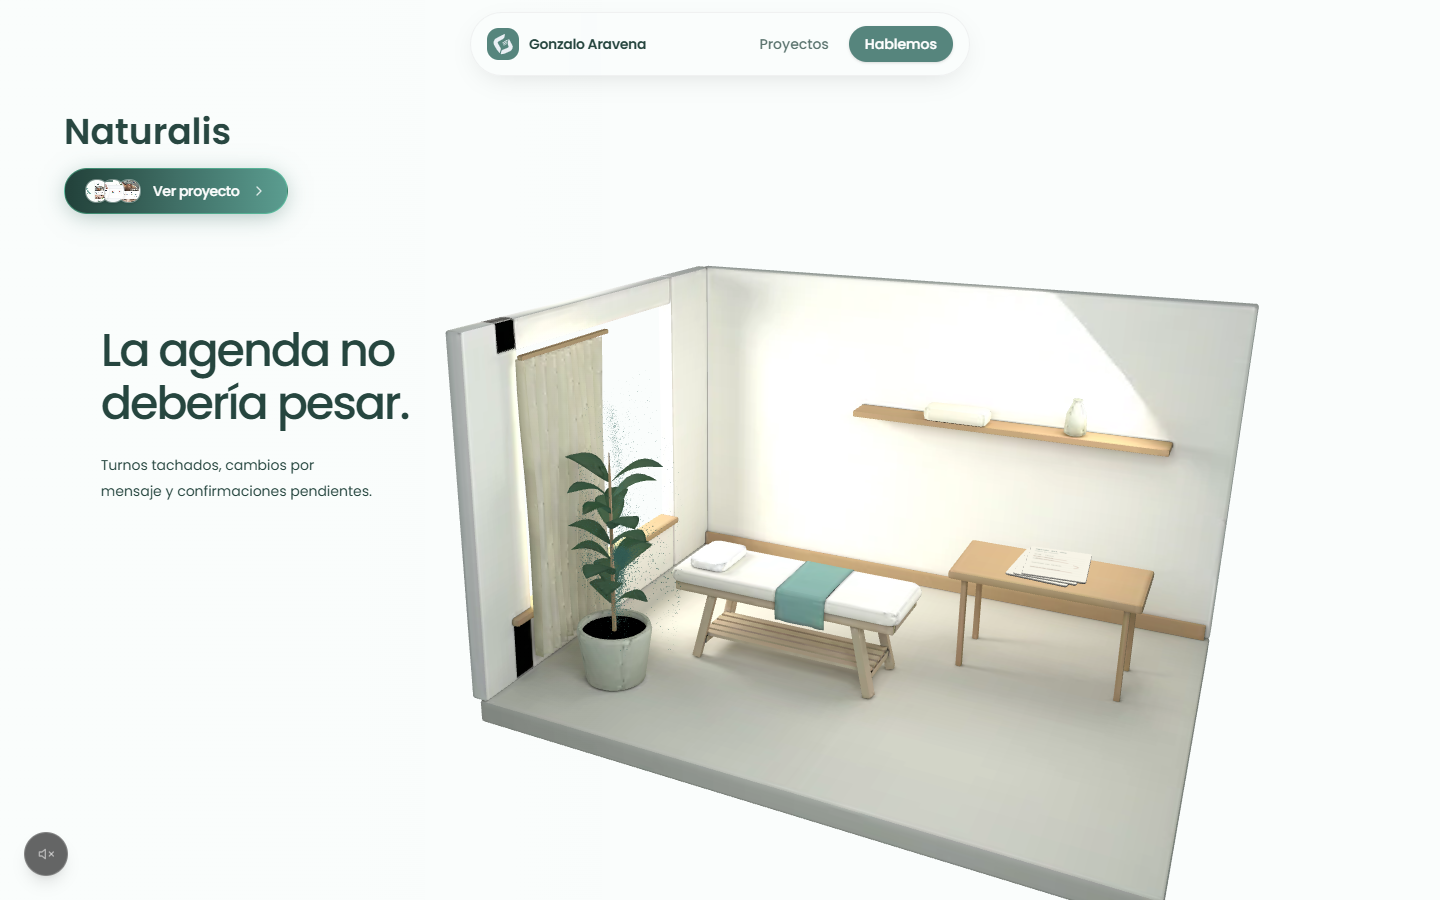 Gonzalo Aravena
Proyectos
Hablemos
Naturalis
Ver proyecto
La agenda no
debería pesar.
Turnos tachados, cambios por
mensaje y confirmaciones pendientes.